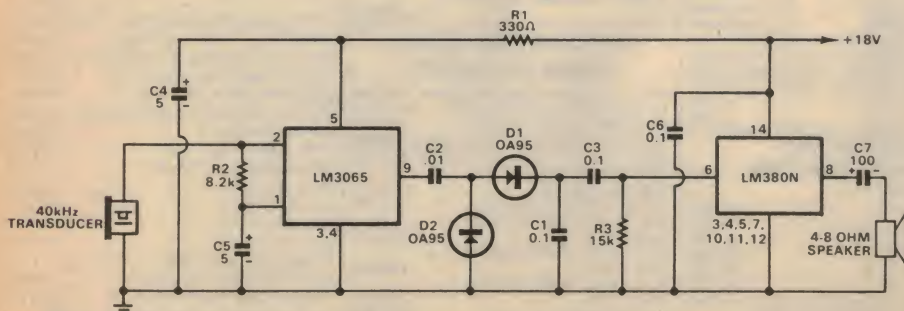 R1
330Ω
+18V
C4
5
+
-
5
14
C6
0.1
2
R2
8.2k
LM3065
9
C2
.01
D1
OA95
C3
0.1
6
LM380N
8
C7
100
+
-
40kHz
TRANSDUCER
1
3,4
C5
5
+
-
D2
OA95
C1
0.1
R3
15k
3,4,5,7,
10,11,12
4-8 OHM
SPEAKER